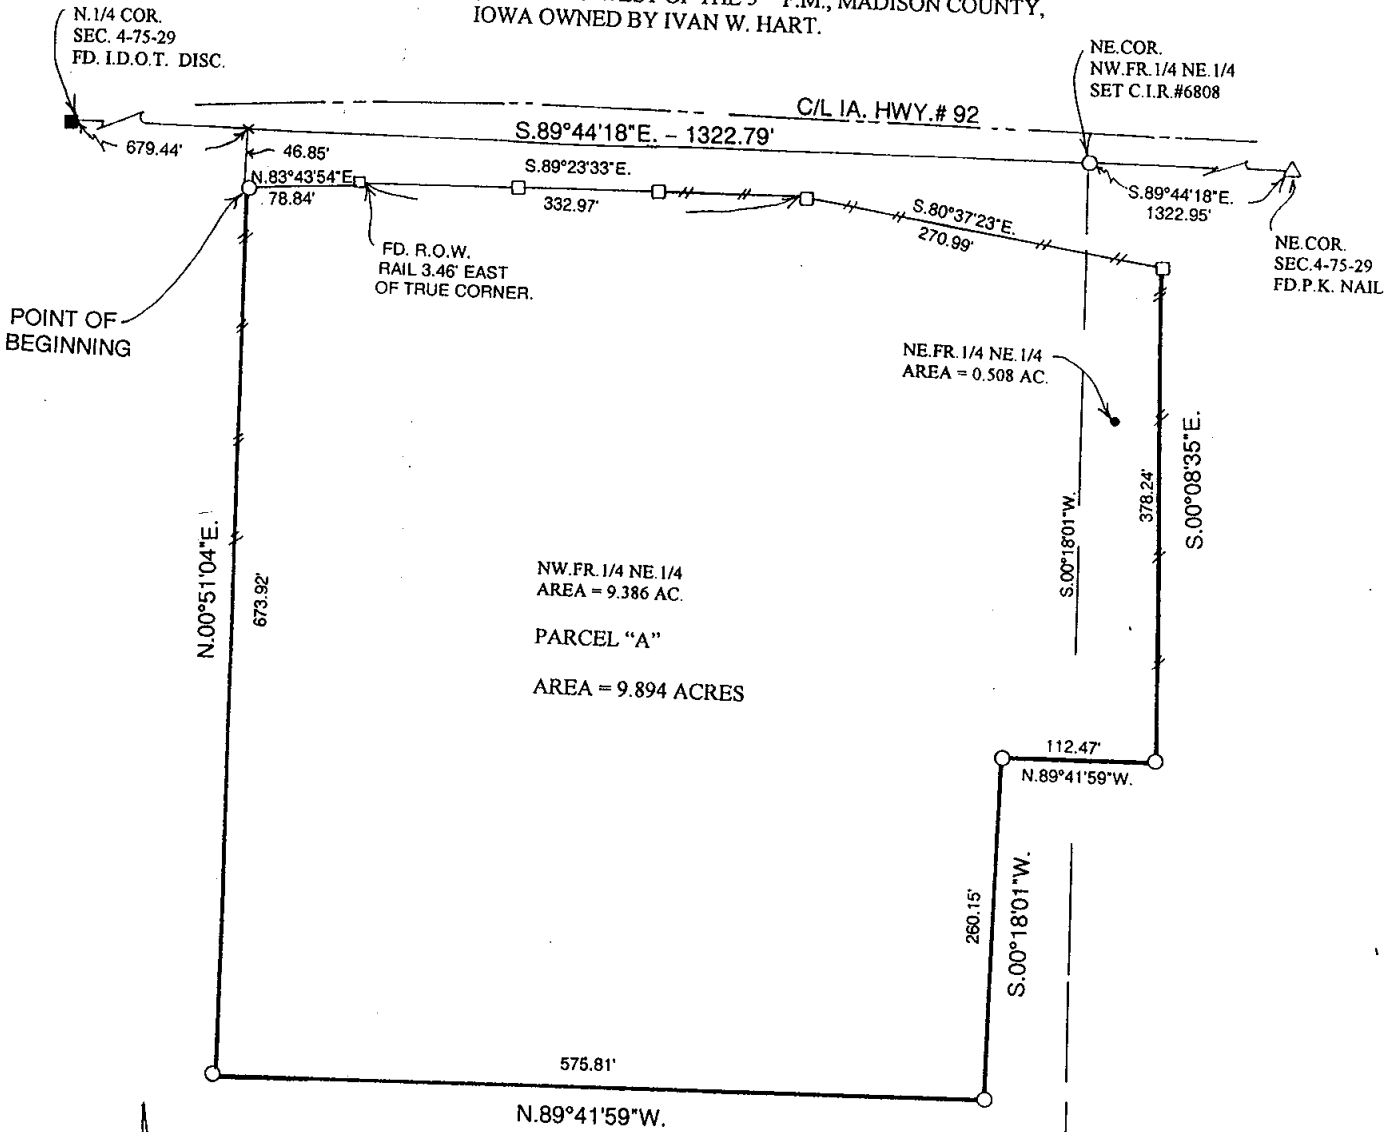 WEST OF THE 5TH P.M., MADISON COUNTY,
IOWA OWNED BY IVAN W. HART.
N.1/4 COR.
SEC. 4-75-29
FD. I.D.O.T. DISC.
NE.COR.
NW.FR.1/4 NE.1/4
SET C.I.R.#6808
C/L IA. HWY.# 92
S.89°44'18"E. – 1322.79'
679.44'
46.85'
S.89°23'33"E.
N.83°43'54"E.
78.84'
332.97'
S.89°44'18"E.
1322.95'
S.80°37'23"E.
270.99'
FD. R.O.W.
RAIL 3.46' EAST
OF TRUE CORNER.
NE.COR.
SEC.4-75-29
FD.P.K. NAIL
POINT OF
BEGINNING
NE.FR.1/4 NE.1/4
AREA = 0.508 AC.
S.00°08'35"E.
378.24'
S.00°18'01"W.
N.00°51'04"E.
673.92'
NW.FR.1/4 NE.1/4
AREA = 9.386 AC.
PARCEL “A”
AREA = 9.894 ACRES
112.47'
N.89°41'59"W.
260.15'
S.00°18'01"W.
575.81'
N.89°41'59"W.